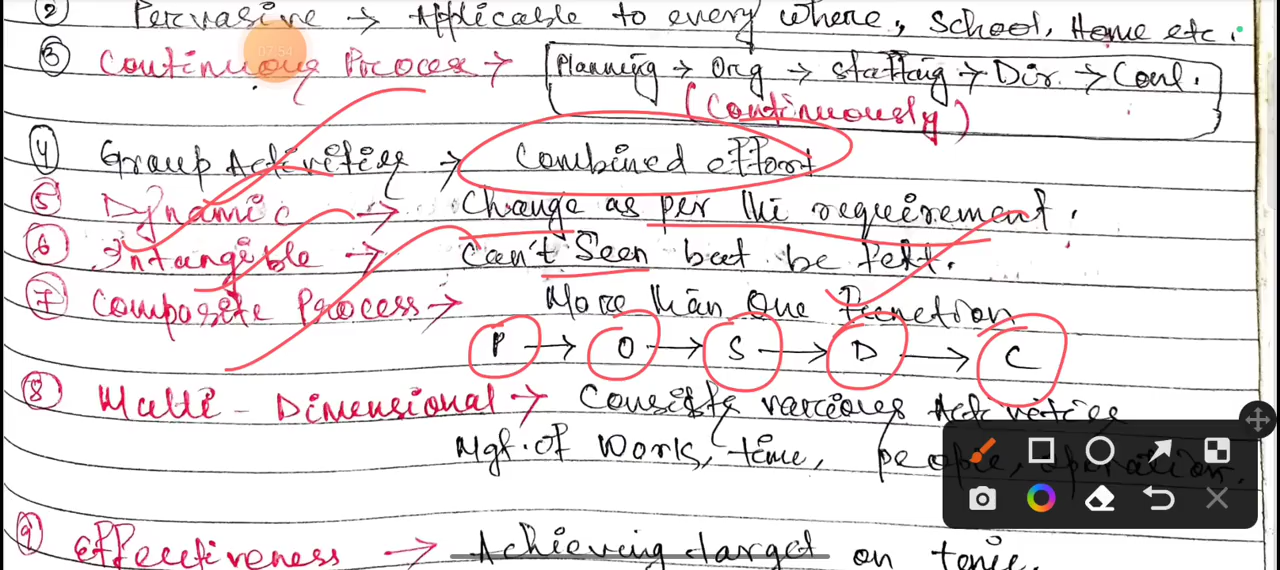 ② Pervasive → Applicable to every where, School, Home etc.
③ Continuous Process → Planning → Org → Staffing → Dir. → Conl.
(Continuously)
④ Group Activities → Combined effort
⑤ Dynamic → Change as per the requirement.
⑥ Intangible → Can't Seen but be felt.
⑦ Composite Process → More than one Function
P → O → S → D → C
⑧ Multi-Dimensional → Consists various Activities
Mgt. of Work, time, people, operation.
⑨ Effectiveness → Achieving target on time.